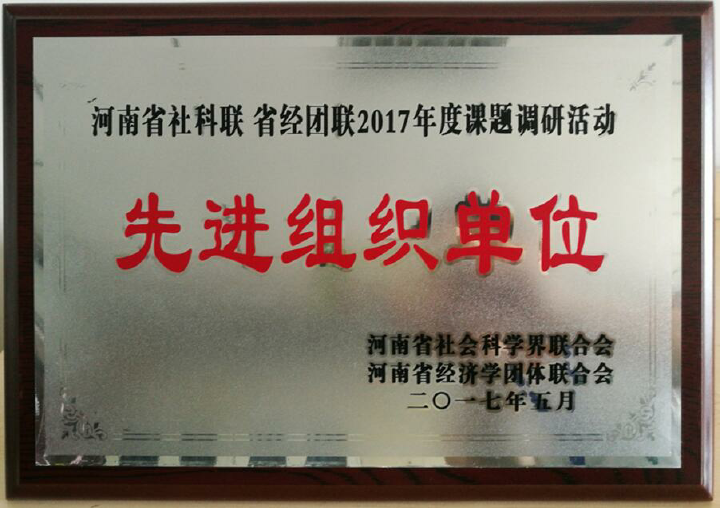 河南省社科联 省经团联2017年度课题调研活动
先进组织单位
河南省社会科学界联合会
河南省经济学团体联合会
二〇一七年五月